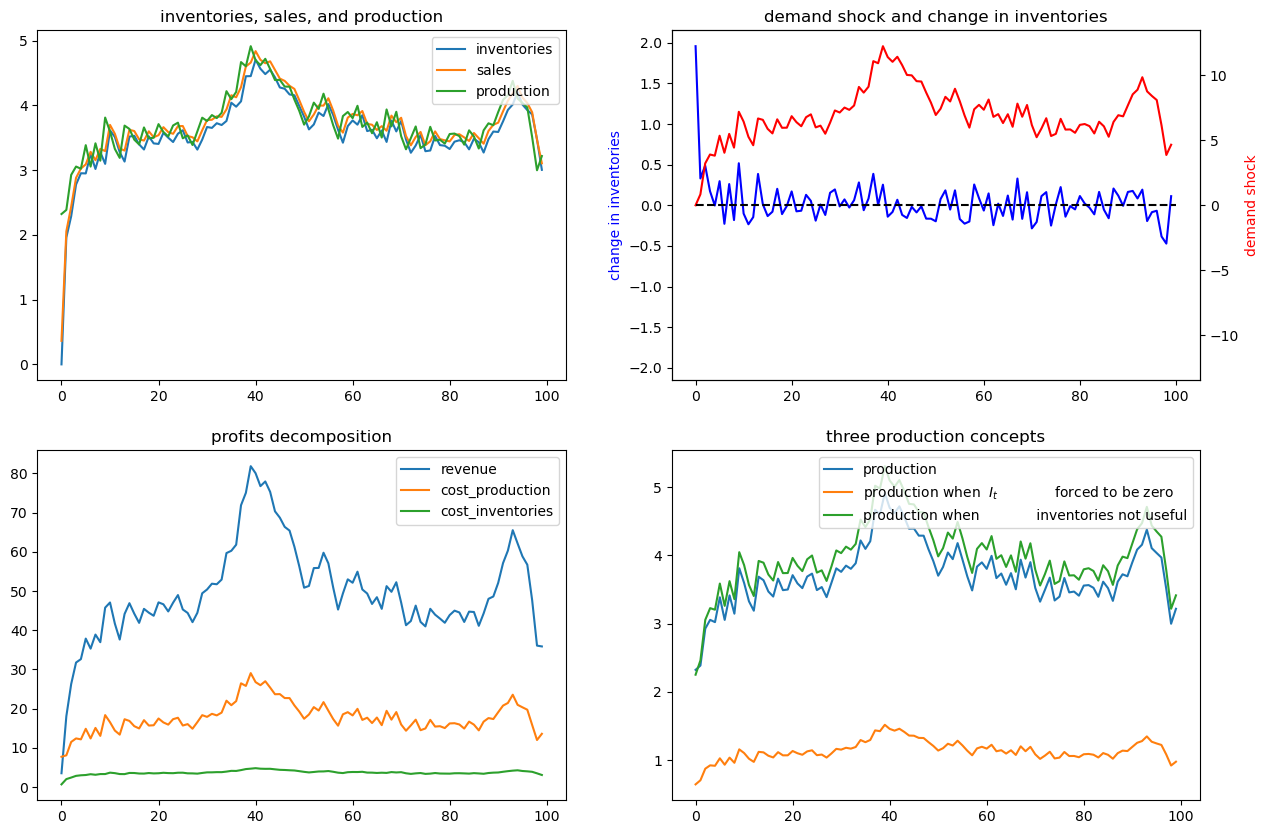 inventories, sales, and production
5
4
3
2
1
0
0 20 40 60 80 100
inventories
sales
production
demand shock and change in inventories
change in inventories
2.0
1.5
1.0
0.5
0.0
−0.5
−1.0
−1.5
−2.0
0 20 40 60 80 100
10
5
0
−5
−10
demand shock
profits decomposition
80
70
60
50
40
30
20
10
0
0 20 40 60 80 100
revenue
cost_production
cost_inventories
three production concepts
5
4
3
2
1
0 20 40 60 80 100
production
production when I_t forced to be zero
production when inventories not useful